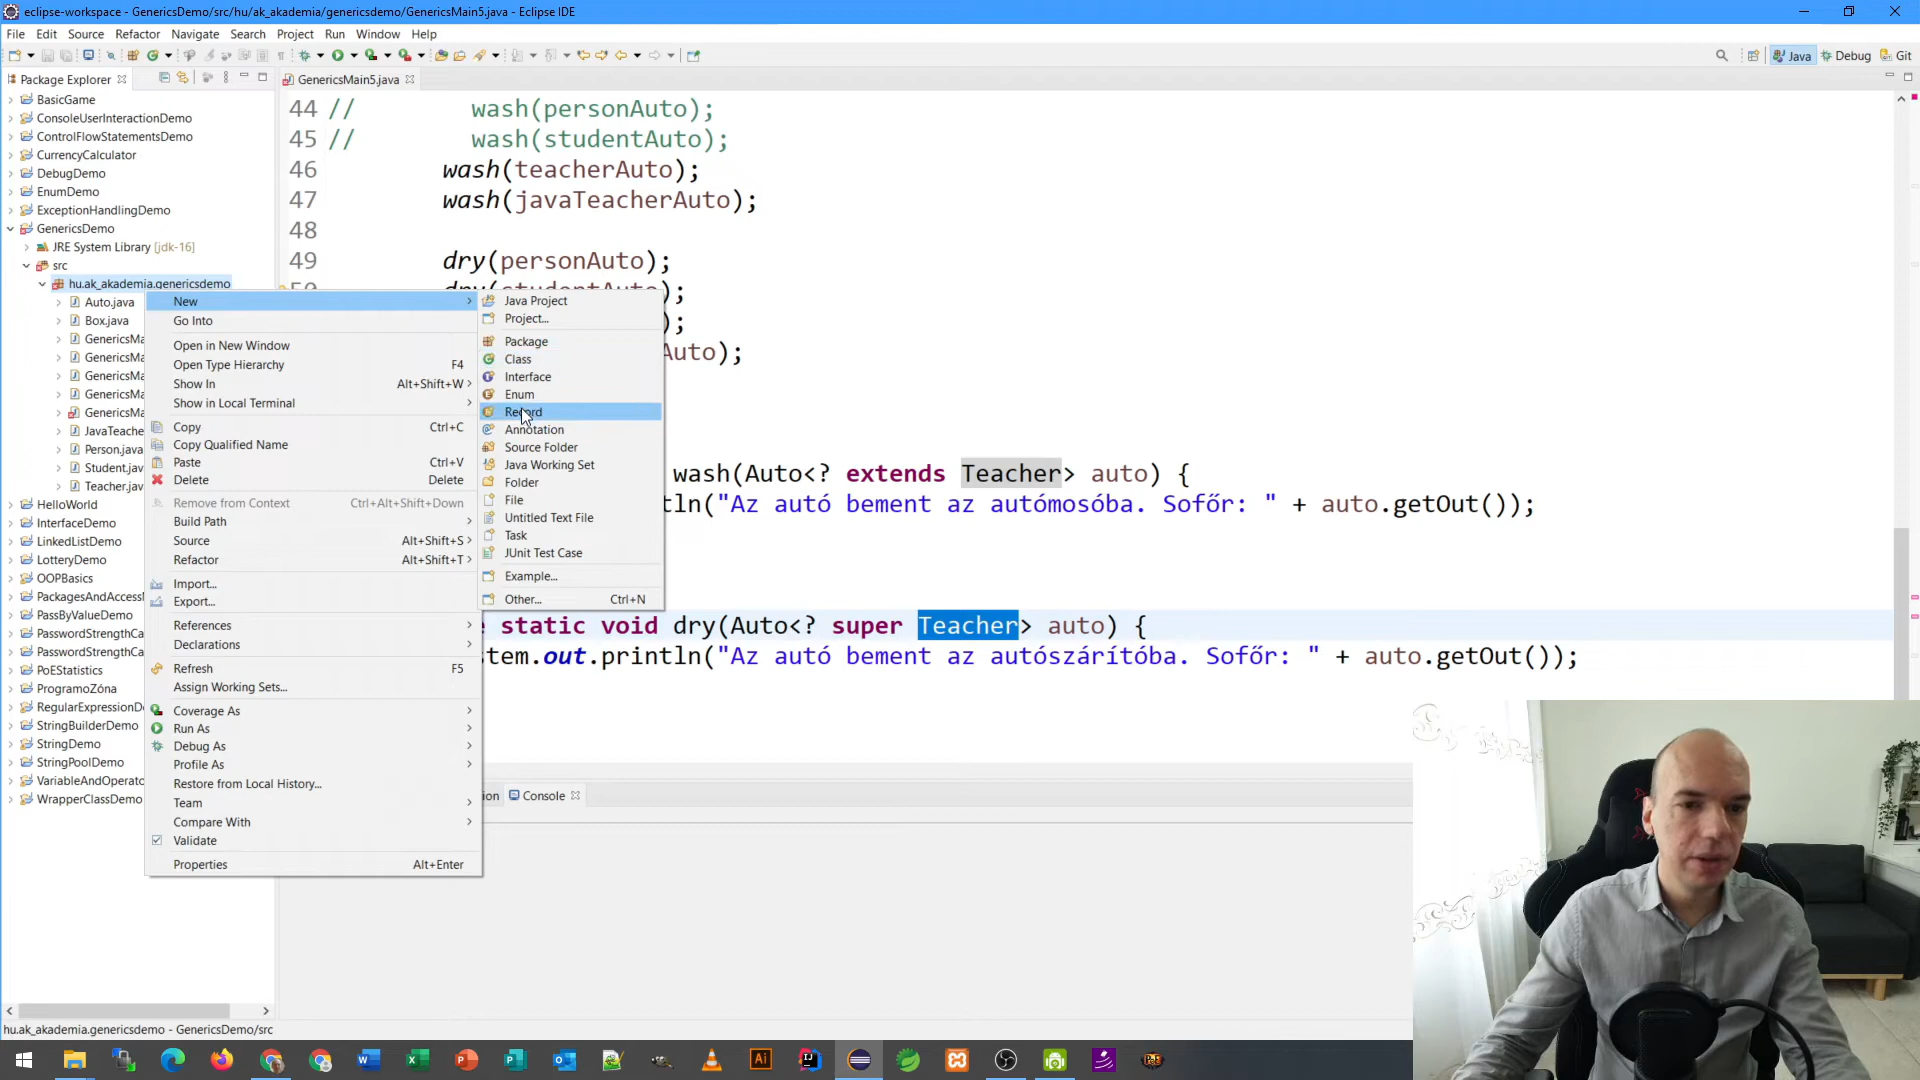 eclipse-workspace - GenericsDemo/src/hu/ak_akademia/genericsdemo/GenericsMain5.java - Eclipse IDE
File Edit Source Refactor Navigate Search Project Run Window Help
Java Debug Git
Package Explorer
GenericsMain5.java
BasicGame
ConsoleUserInteractionDemo
ControlFlowStatementsDemo
CurrencyCalculator
DebugDemo
EnumDemo
ExceptionHandlingDemo
GenericsDemo
JRE System Library [jdk-16]
src
hu.ak_akademia.genericsdemo
Auto.java
Box.java
GenericsMa
GenericsMa
GenericsMa
GenericsMa
GenericsMa
JavaTeache
Person.java
Student.jav
Teacher.jav
HelloWorld
InterfaceDemo
LinkedListDemo
LotteryDemo
OOPBasics
PackagesAndAccessM
PassByValueDemo
PasswordStrengthCa
PasswordStrengthCa
PoEStatistics
ProgramoZóna
RegularExpressionDe
StringBuilderDemo
StringDemo
StringPoolDemo
VariableAndOperato
WrapperClassDemo
New
Go Into
Open in New Window
Open Type Hierarchy F4
Show In Alt+Shift+W
Show in Local Terminal
Copy Ctrl+C
Copy Qualified Name
Paste Ctrl+V
Delete Delete
Remove from Context Ctrl+Alt+Shift+Down
Build Path
Source Alt+Shift+S
Refactor Alt+Shift+T
Import...
Export...
References
Declarations
Refresh F5
Assign Working Sets...
Coverage As
Run As
Debug As
Profile As
Restore from Local History...
Team
Compare With
Validate
Properties Alt+Enter
Java Project
Project...
Package
Class
Interface
Enum
Record
Annotation
Source Folder
Java Working Set
Folder
File
Untitled Text File
Task
JUnit Test Case
Example...
Other... Ctrl+N
44 // wash(personAuto);
45 // wash(studentAuto);
46 wash(teacherAuto);
47 wash(javaTeacherAuto);
48
49 dry(personAuto);
);
);
Auto);
wash(Auto<? extends Teacher> auto) {
tln("Az autó bement az autómosóba. Sofőr: " + auto.getOut());
static void dry(Auto<? super Teacher> auto) {
stem.out.println("Az autó bement az autószárítóba. Sofőr: " + auto.getOut());
ion Console
hu.ak_akademia.genericsdemo - GenericsDemo/src